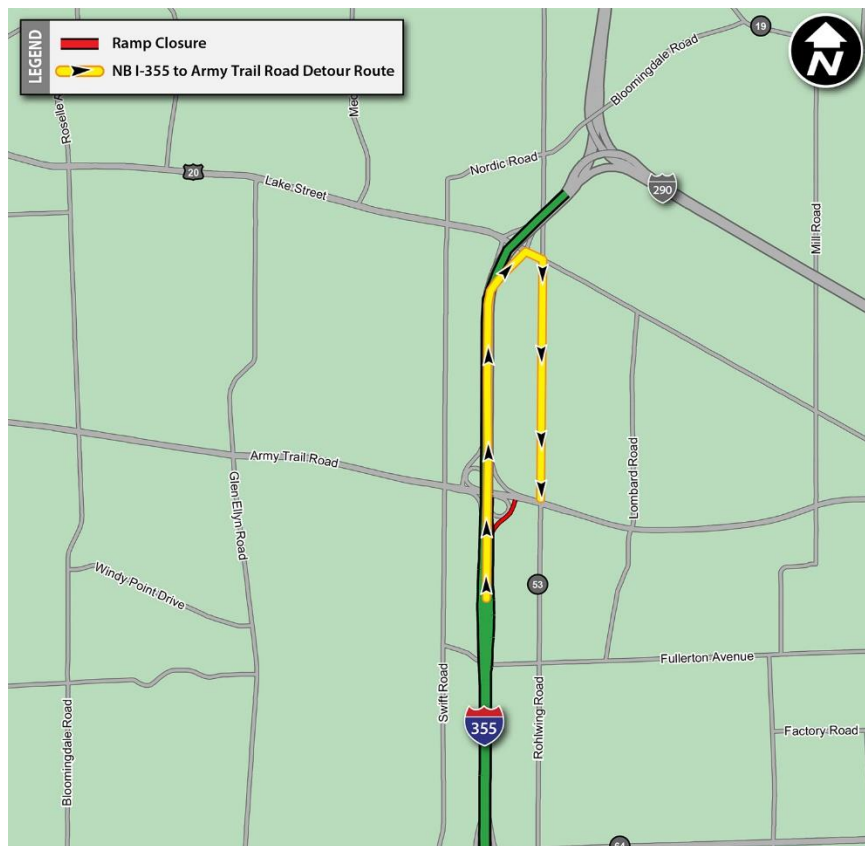 LEGEND
Ramp Closure
NB I-355 to Army Trail Road Detour Route
N
19
Bloomingdale Road
Nordic Road
20
Lake Street
290
Mill Road
Army Trail Road
Glen Ellyn Road
Lombard Road
Windy Point Drive
53
Fullerton Avenue
Swift Road
Rohlwing Road
355
Factory Road
Bloomingdale Road
64